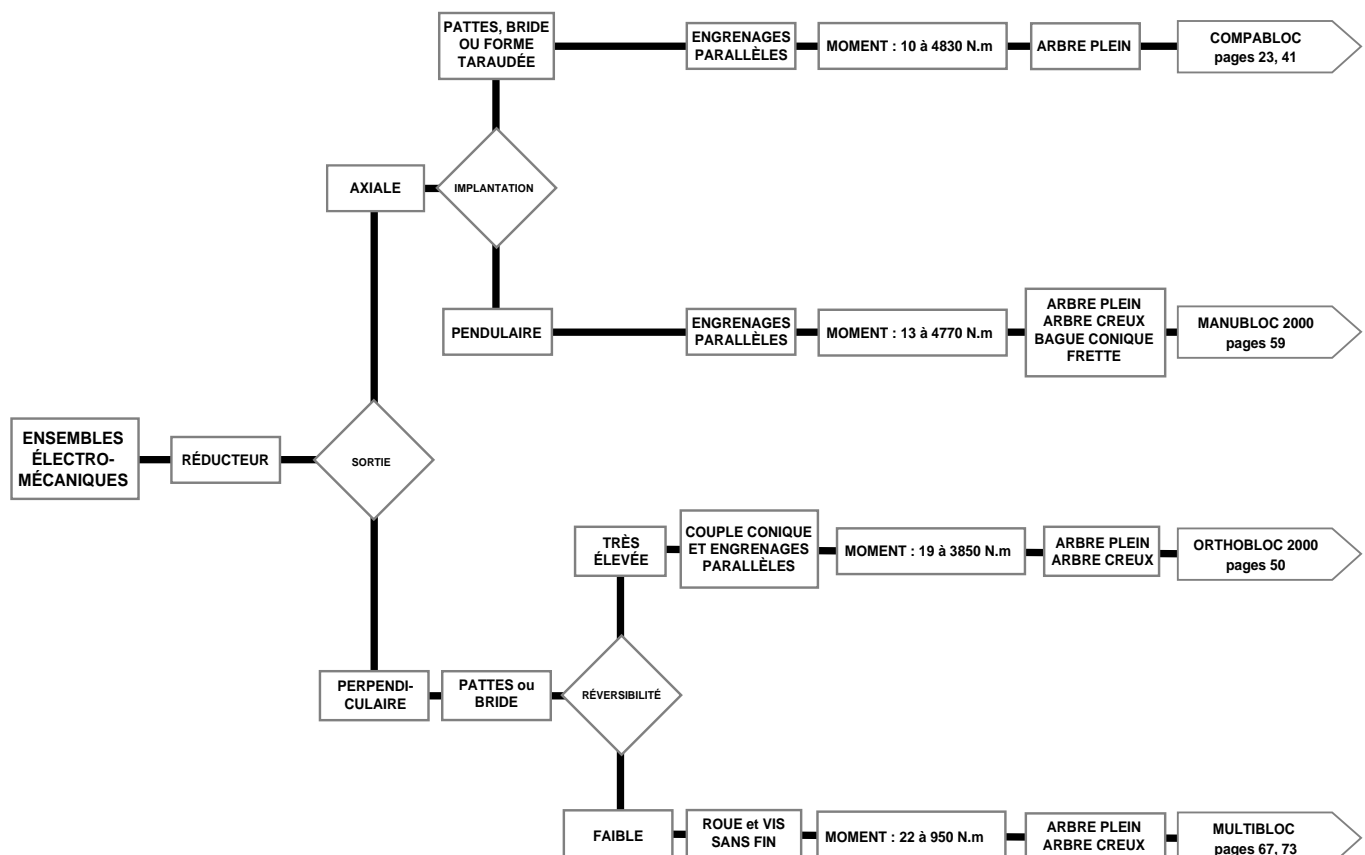 PATTES, BRIDE
OU FORME
TARAUDÉE
ENGRENAGES
PARALLÈLES
MOMENT : 10 à 4830 N.m
ARBRE PLEIN
COMPABLOC
pages 23, 41
AXIALE
IMPLANTATION
PENDULAIRE
ENGRENAGES
PARALLÈLES
MOMENT : 13 à 4770 N.m
ARBRE PLEIN
ARBRE CREUX
BAGUE CONIQUE
FRETTE
MANUBLOC 2000
pages 59
ENSEMBLES
ÉLECTRO-
MÉCANIQUES
RÉDUCTEUR
SORTIE
TRÈS
ÉLEVÉE
COUPLE CONIQUE
ET ENGRENAGES
PARALLÈLES
MOMENT : 19 à 3850 N.m
ARBRE PLEIN
ARBRE CREUX
ORTHOBLOC 2000
pages 50
PERPENDI-
CULAIRE
PATTES ou
BRIDE
RÉVERSIBILITÉ
FAIBLE
ROUE et VIS
SANS FIN
MOMENT : 22 à 950 N.m
ARBRE PLEIN
ARBRE CREUX
MULTIBLOC
pages 67, 73